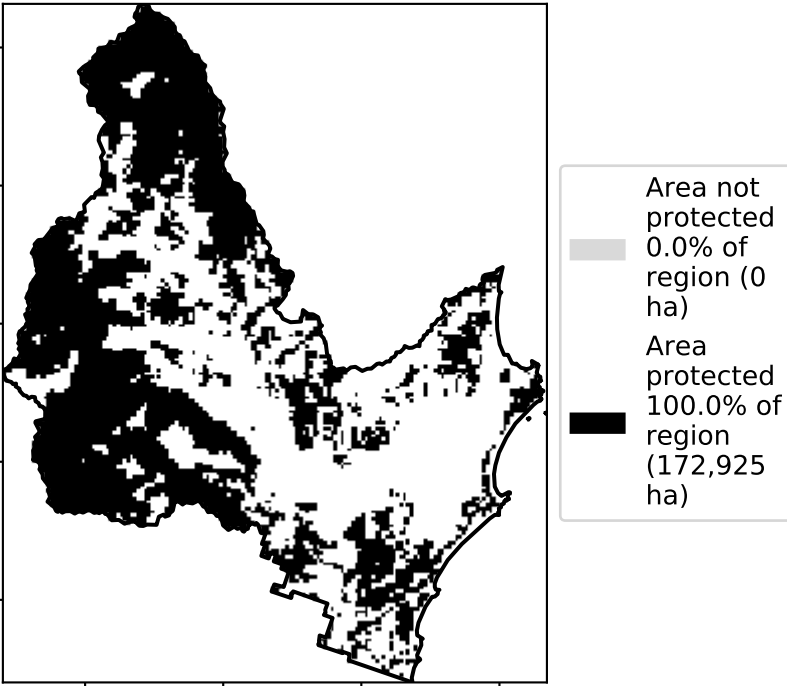 Area not
protected
0.0% of
region (0
ha)
Area
protected
100.0% of
region
(172,925
ha)